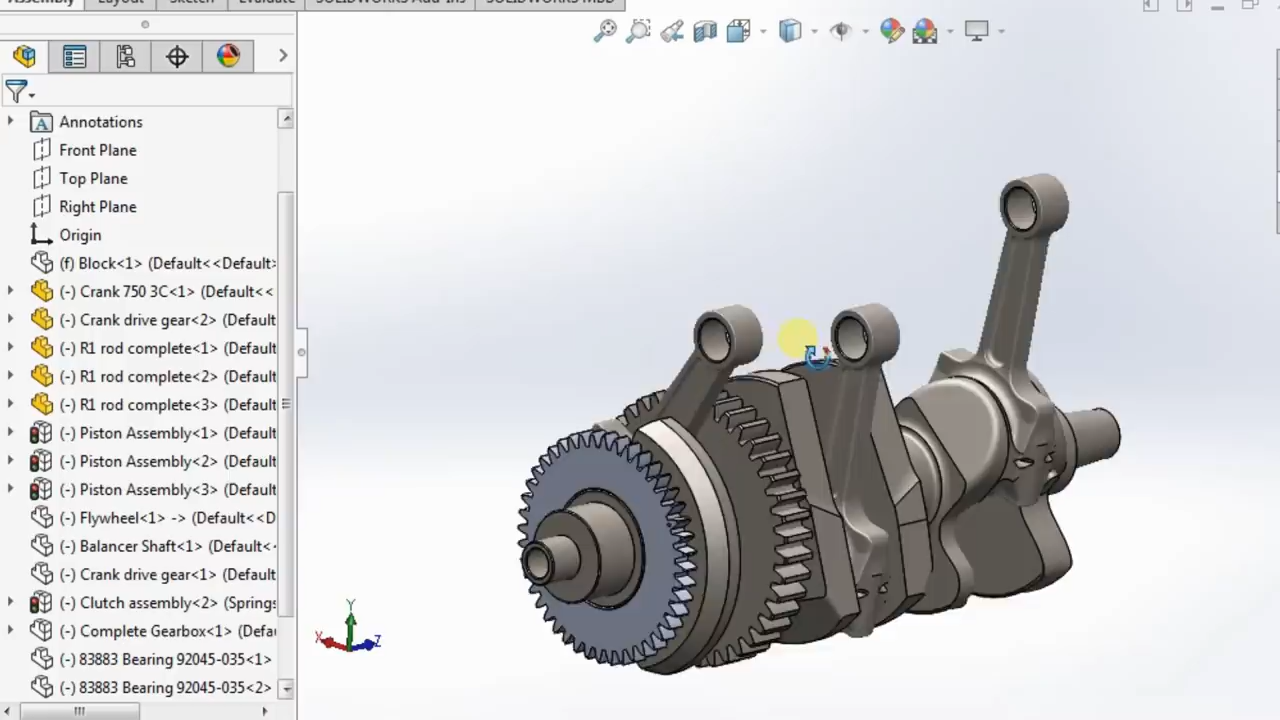 Assembly Layout Sketch Evaluate SOLIDWORKS Add-Ins SOLIDWORKS MBD
Annotations
Front Plane
Top Plane
Right Plane
Origin
(f) Block<1> (Default<<Default>
(-) Crank 750 3C<1> (Default<<
(-) Crank drive gear<2> (Default
(-) R1 rod complete<1> (Default
(-) R1 rod complete<2> (Default
(-) R1 rod complete<3> (Default
(-) Piston Assembly<1> (Default
(-) Piston Assembly<2> (Default
(-) Piston Assembly<3> (Default
(-) Flywheel<1> -> (Default<<D
(-) Balancer Shaft<1> (Default<
(-) Crank drive gear<1> (Default
(-) Clutch assembly<2> (Springs
(-) Complete Gearbox<1> (Defau
(-) 83883 Bearing 92045-035<1>
(-) 83883 Bearing 92045-035<2>
Y
X
Z